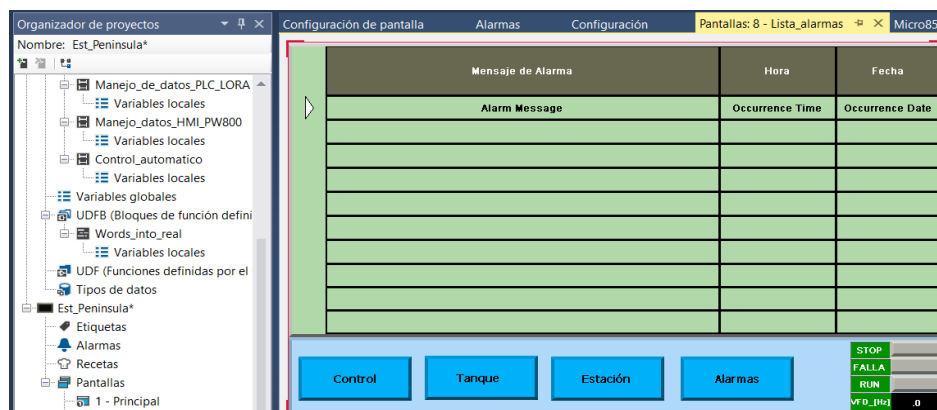 Organizador de proyectos
Nombre: Est_Peninsula*
Manejo_de_datos_PLC_LORA
Variables locales
Manejo_datos_HMI_PW800
Variables locales
Control_automatico
Variables locales
Variables globales
UDFB (Bloques de función defini
Words_into_real
Variables locales
UDF (Funciones definidas por el
Tipos de datos
Est_Peninsula*
Etiquetas
Alarmas
Recetas
Pantallas
1 - Principal
Configuración de pantalla Alarmas Configuración Pantallas: 8 - Lista_alarmas Micro85
Mensaje de Alarma Hora Fecha
Alarm Message Occurrence Time Occurrence Date
Control Tanque Estación Alarmas
STOP
FALLA
RUN
VFD_[Hz] .0